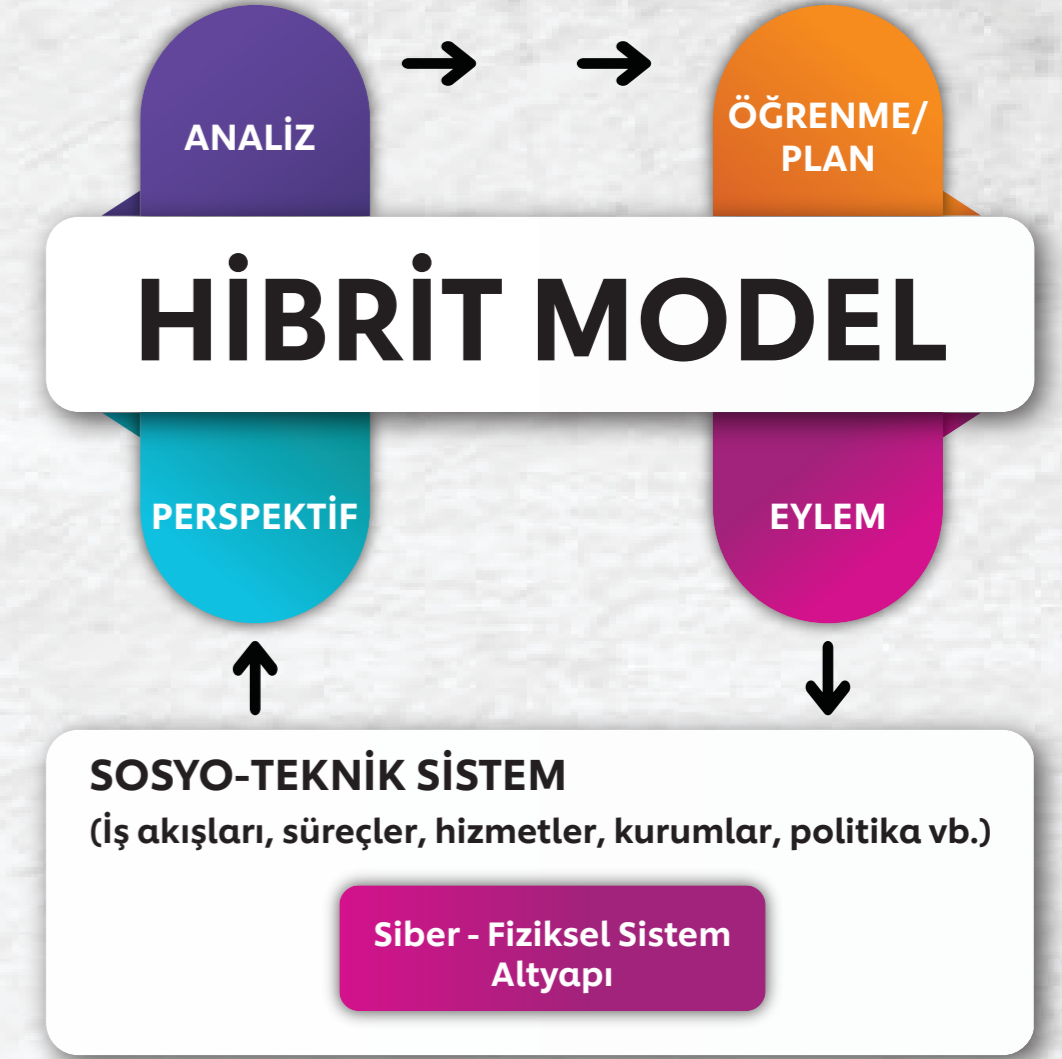 ANALİZ
ÖĞRENME/
PLAN
HİBRİT MODEL
PERSPEKTİF
EYLEM
SOSYO-TEKNİK SİSTEM
(İş akışları, süreçler, hizmetler, kurumlar, politika vb.)
Siber - Fiziksel Sistem
Altyapı